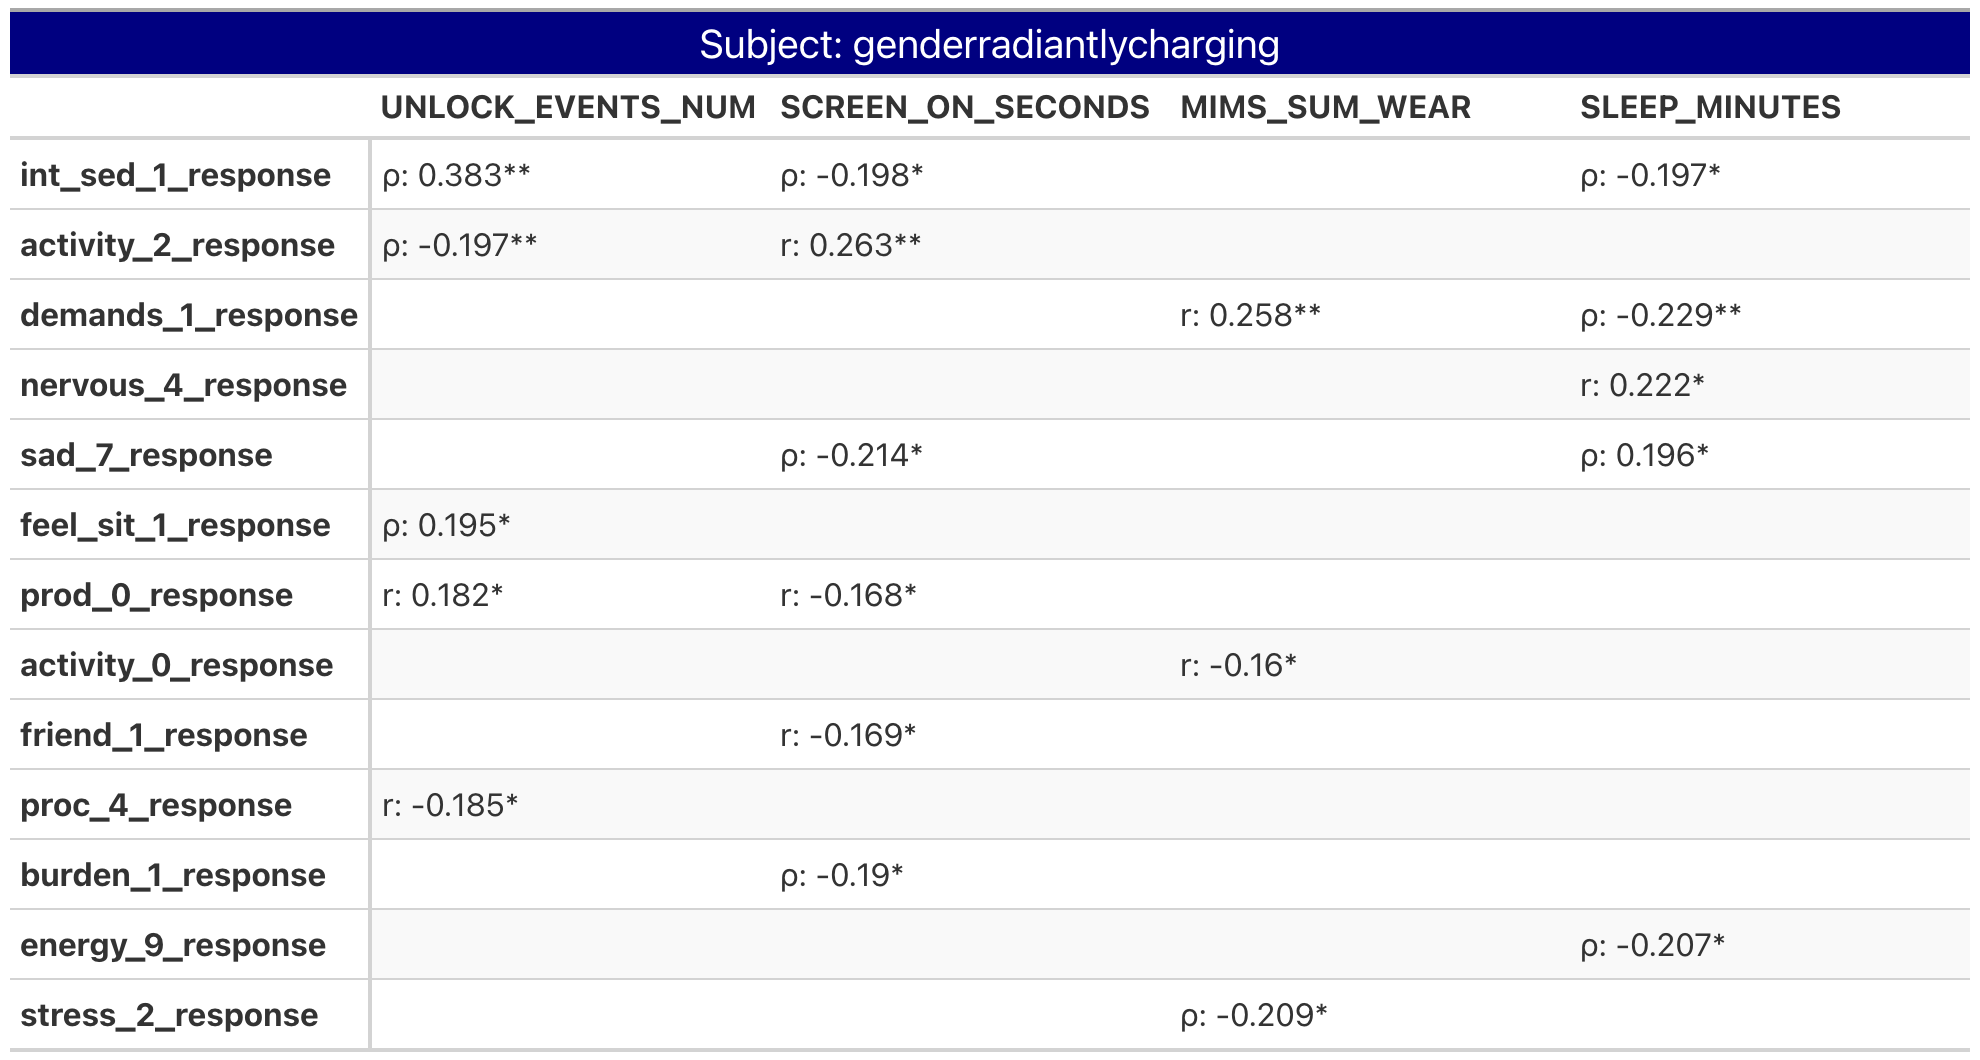 Subject: genderradiantlycharging
UNLOCK_EVENTS_NUM SCREEN_ON_SECONDS MIMS_SUM_WEAR SLEEP_MINUTES
int_sed_1_response ρ: 0.383** ρ: -0.198* ρ: -0.197*
activity_2_response ρ: -0.197** r: 0.263**
demands_1_response r: 0.258** ρ: -0.229**
nervous_4_response r: 0.222*
sad_7_response ρ: -0.214* ρ: 0.196*
feel_sit_1_response ρ: 0.195*
prod_0_response r: 0.182* r: -0.168*
activity_0_response r: -0.16*
friend_1_response r: -0.169*
proc_4_response r: -0.185*
burden_1_response ρ: -0.19*
energy_9_response ρ: -0.207*
stress_2_response ρ: -0.209*